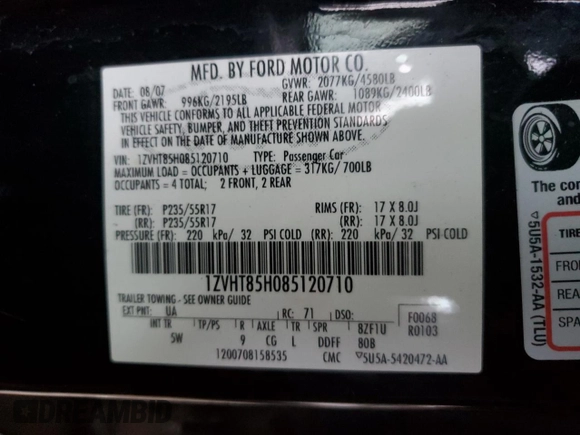 MFD. BY FORD MOTOR CO.
DATE: 08/07 GVWR: 2077KG/4580LB
FRONT GAWR: 996KG/2195LB REAR GAWR: 1089KG/2400LB
THIS VEHICLE CONFORMS TO ALL APPLICABLE FEDERAL MOTOR
VEHICLE SAFETY, BUMPER, AND THEFT PREVENTION STANDARDS
IN EFFECT ON THE DATE OF MANUFACTURE SHOWN ABOVE.
VIN: 1ZVHT85H085120710 TYPE: Passenger Car
MAXIMUM LOAD = OCCUPANTS + LUGGAGE = 317KG/700LB
OCCUPANTS = 4 TOTAL; 2 FRONT, 2 REAR
TIRE (FR): P235/55R17 RIMS (FR): 17 X 8.0J
(RR): P235/55R17 (RR): 17 X 8.0J
PRESSURE (FR): 220 kPa/ 32 PSI COLD (RR): 220 kPa/ 32 PSI COLD
1ZVHT85H085120710
TRAILER TOWING - SEE OWNER GUIDE
EXT PNT: UA RC: 71 DSO: F0068
INT TR TP/PS R AXLE TR SPR 8ZF1U R0103
SW 9 CG L DDFF 80B
1200708158535 CMC ▽5U5A-5420472-AA
The con
and
TIRE
FRO
REA
SPA
▽5U5A-1532-AA (TLU)
DREAMBID